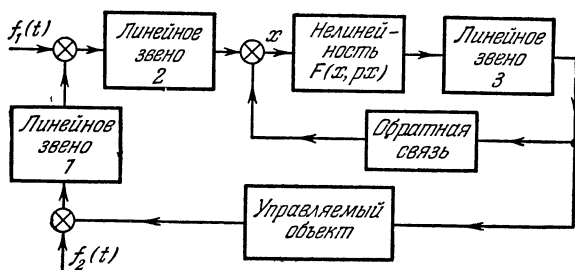 f₁(t)
Линейное
звено
2
x
Нелиней-
ность
F(x, px)
Линейное
звено
3
Линейное
звено
1
Обратная
связь
Управляемый
объект
f₂(t)